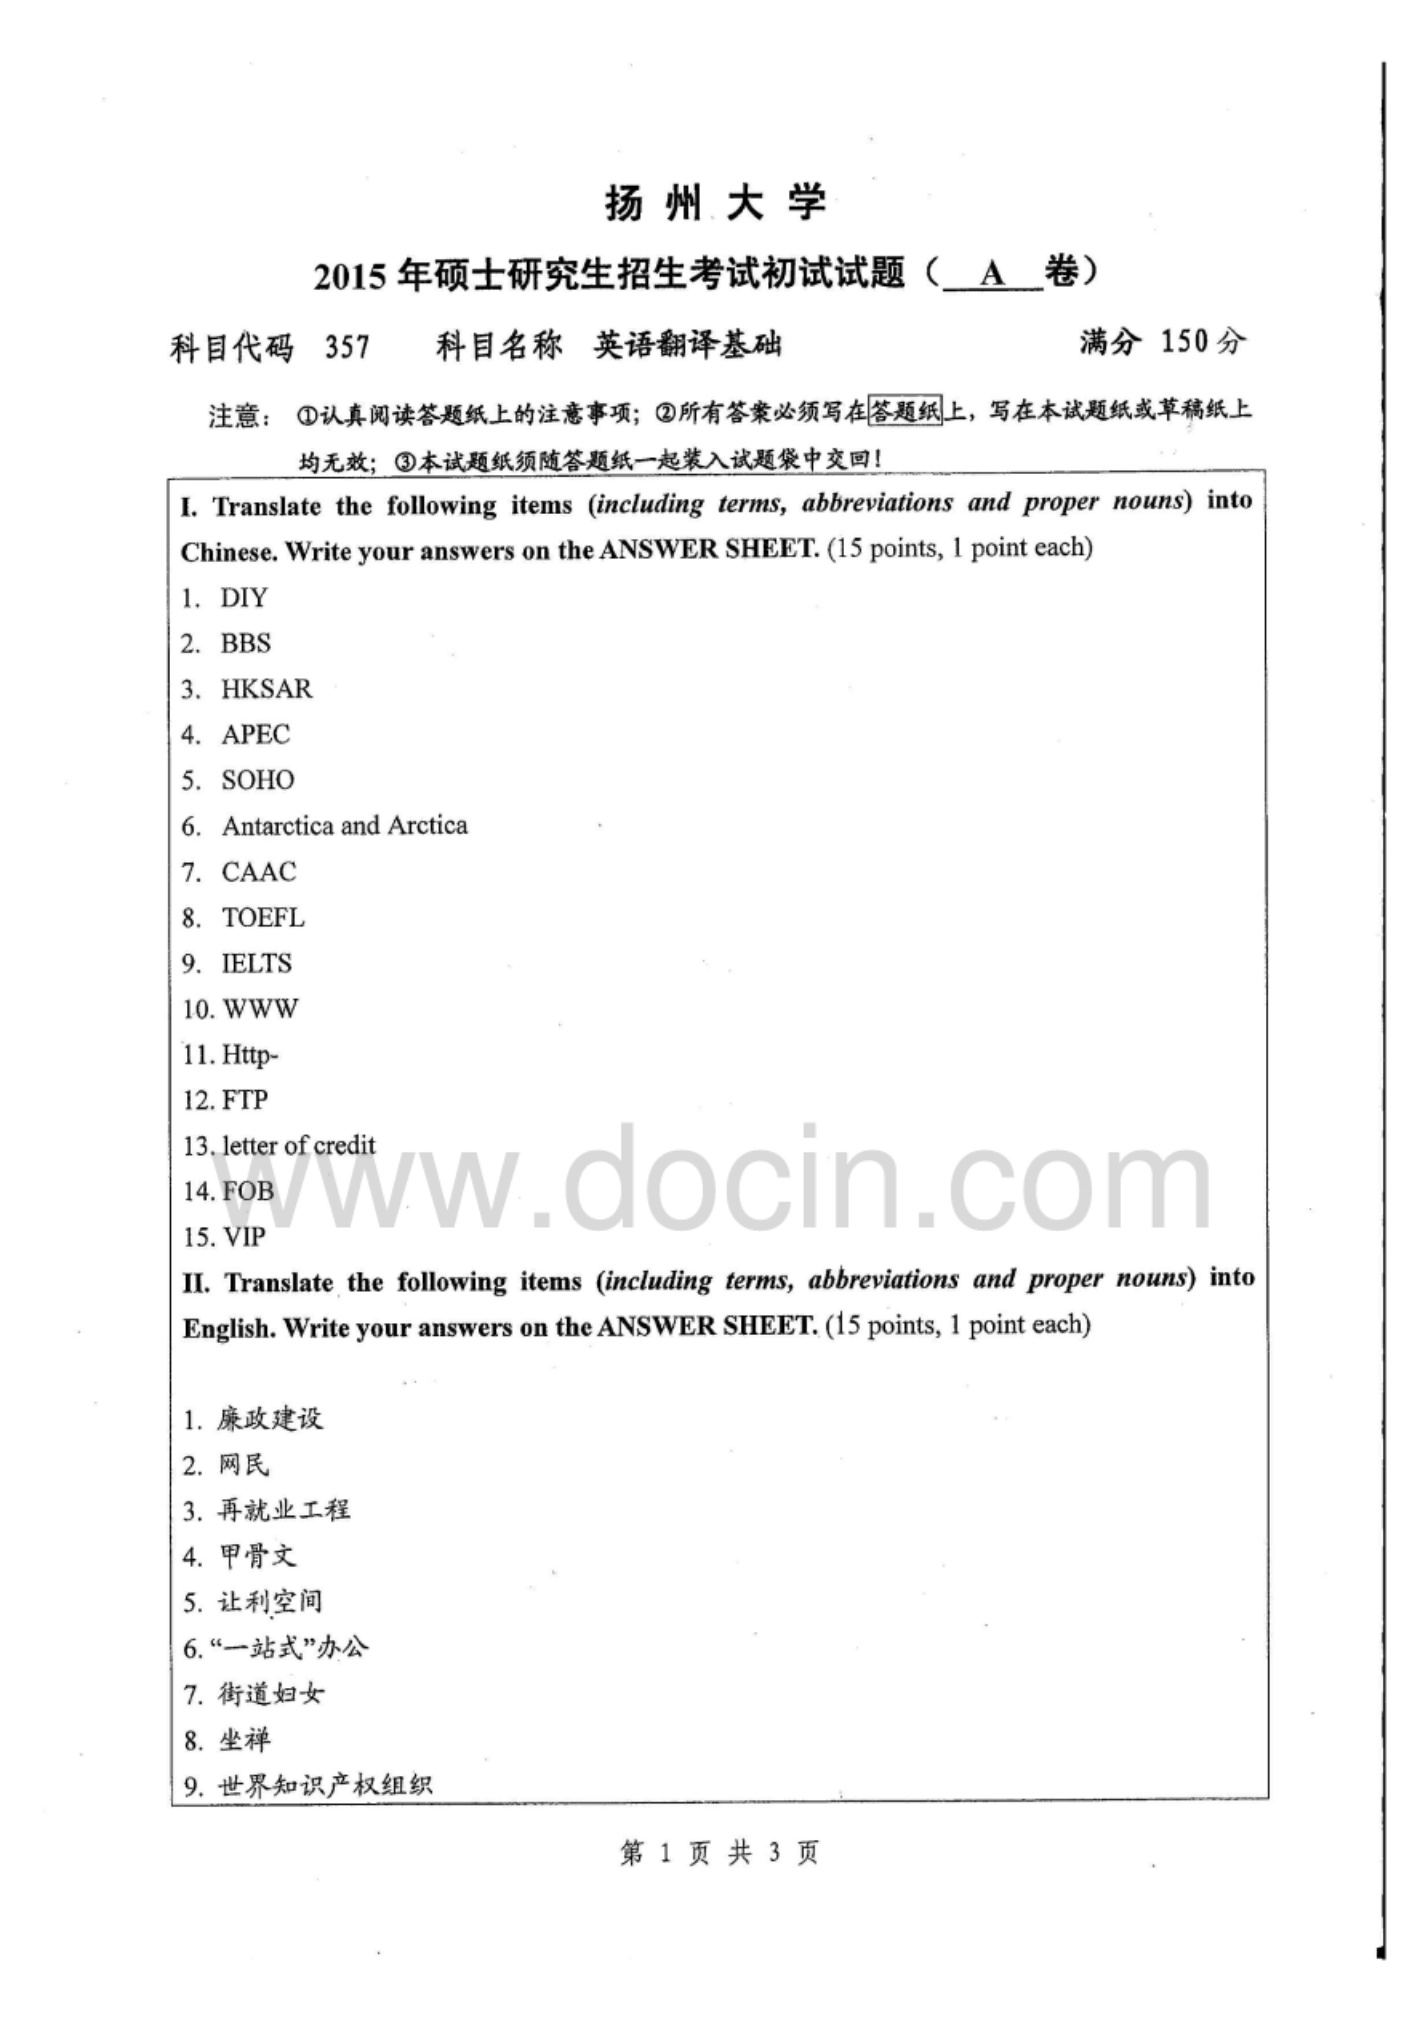 扬州大学
2015年硕士研究生招生考试初试试题（ A 卷）
科目代码 357 科目名称 英语翻译基础 满分 150分
注意： ①认真阅读答题纸上的注意事项；②所有答案必须写在答题纸上，写在本试题纸或草稿纸上
均无效；③本试题纸须随答题纸一起装入试题袋中交回！
I. Translate the following items (including terms, abbreviations and proper nouns) into
Chinese. Write your answers on the ANSWER SHEET. (15 points, 1 point each)
1. DIY
2. BBS
3. HKSAR
4. APEC
5. SOHO
6. Antarctica and Arctica
7. CAAC
8. TOEFL
9. IELTS
10. WWW
11. Http-
12. FTP
13. letter of credit
14. FOB
15. VIP
www.docin.com
II. Translate the following items (including terms, abbreviations and proper nouns) into
English. Write your answers on the ANSWER SHEET. (15 points, 1 point each)
1. 廉政建设
2. 网民
3. 再就业工程
4. 甲骨文
5. 让利空间
6. “一站式”办公
7. 街道妇女
8. 坐禅
9. 世界知识产权组织
第 1 页 共 3 页